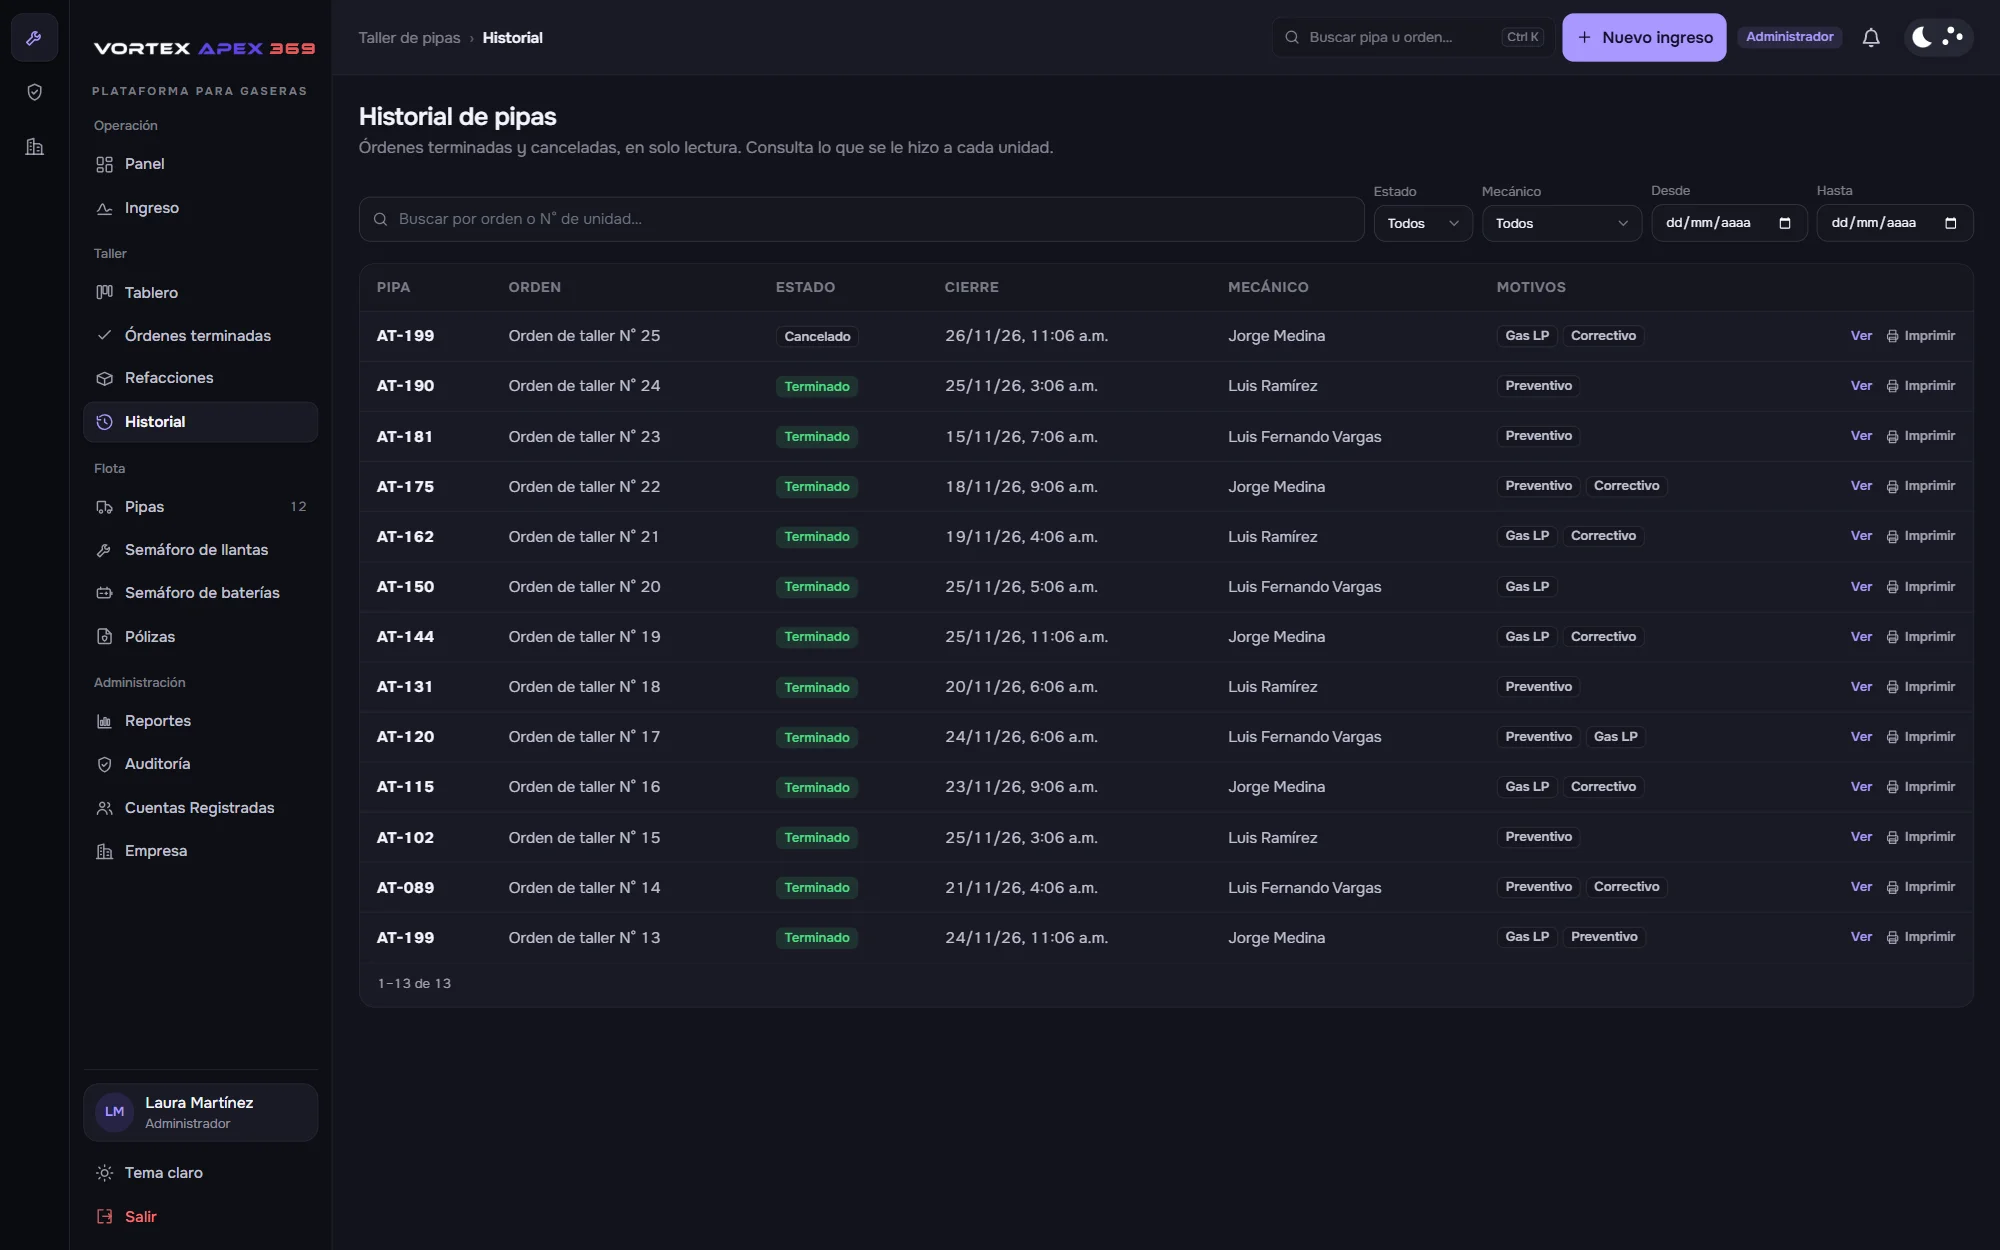 VORTEX APEX 369
PLATAFORMA PARA GASERAS
Operación
Panel
Ingreso
Taller
Tablero
Órdenes terminadas
Refacciones
Historial
Flota
Pipas 12
Semáforo de llantas
Semáforo de baterías
Pólizas
Administración
Reportes
Auditoría
Cuentas Registradas
Empresa
LM Laura Martínez
Administrador
Tema claro
Salir
Taller de pipas › Historial
Buscar pipa u orden... Ctrl K
+ Nuevo ingreso
Administrador
Historial de pipas
Órdenes terminadas y canceladas, en solo lectura. Consulta lo que se le hizo a cada unidad.
Buscar por orden o N° de unidad...
Estado Mecánico Desde Hasta
Todos Todos dd/mm/aaaa dd/mm/aaaa
PIPA ORDEN ESTADO CIERRE MECÁNICO MOTIVOS
AT-199 Orden de taller N° 25 Cancelado 26/11/26, 11:06 a.m. Jorge Medina Gas LP Correctivo Ver Imprimir
AT-190 Orden de taller N° 24 Terminado 25/11/26, 3:06 a.m. Luis Ramírez Preventivo Ver Imprimir
AT-181 Orden de taller N° 23 Terminado 15/11/26, 7:06 a.m. Luis Fernando Vargas Preventivo Ver Imprimir
AT-175 Orden de taller N° 22 Terminado 18/11/26, 9:06 a.m. Jorge Medina Preventivo Correctivo Ver Imprimir
AT-162 Orden de taller N° 21 Terminado 19/11/26, 4:06 a.m. Luis Ramírez Gas LP Correctivo Ver Imprimir
AT-150 Orden de taller N° 20 Terminado 25/11/26, 5:06 a.m. Luis Fernando Vargas Gas LP Ver Imprimir
AT-144 Orden de taller N° 19 Terminado 25/11/26, 11:06 a.m. Jorge Medina Gas LP Correctivo Ver Imprimir
AT-131 Orden de taller N° 18 Terminado 20/11/26, 6:06 a.m. Luis Ramírez Preventivo Ver Imprimir
AT-120 Orden de taller N° 17 Terminado 24/11/26, 6:06 a.m. Luis Fernando Vargas Preventivo Gas LP Ver Imprimir
AT-115 Orden de taller N° 16 Terminado 23/11/26, 9:06 a.m. Jorge Medina Gas LP Correctivo Ver Imprimir
AT-102 Orden de taller N° 15 Terminado 25/11/26, 3:06 a.m. Luis Ramírez Preventivo Ver Imprimir
AT-089 Orden de taller N° 14 Terminado 21/11/26, 4:06 a.m. Luis Fernando Vargas Preventivo Correctivo Ver Imprimir
AT-199 Orden de taller N° 13 Terminado 24/11/26, 11:06 a.m. Jorge Medina Gas LP Preventivo Ver Imprimir
1–13 de 13